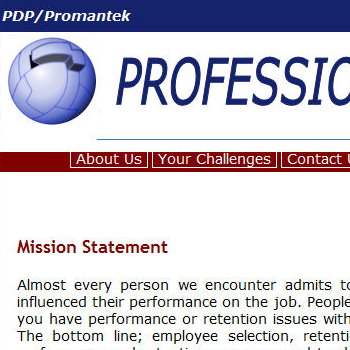 PDP/Promantek
PROFESSIO
About Us Your Challenges Contact
Mission Statement
Almost every person we encounter admits to
influenced their performance on the job. People
you have performance or retention issues with
The bottom line; employee selection, retenti